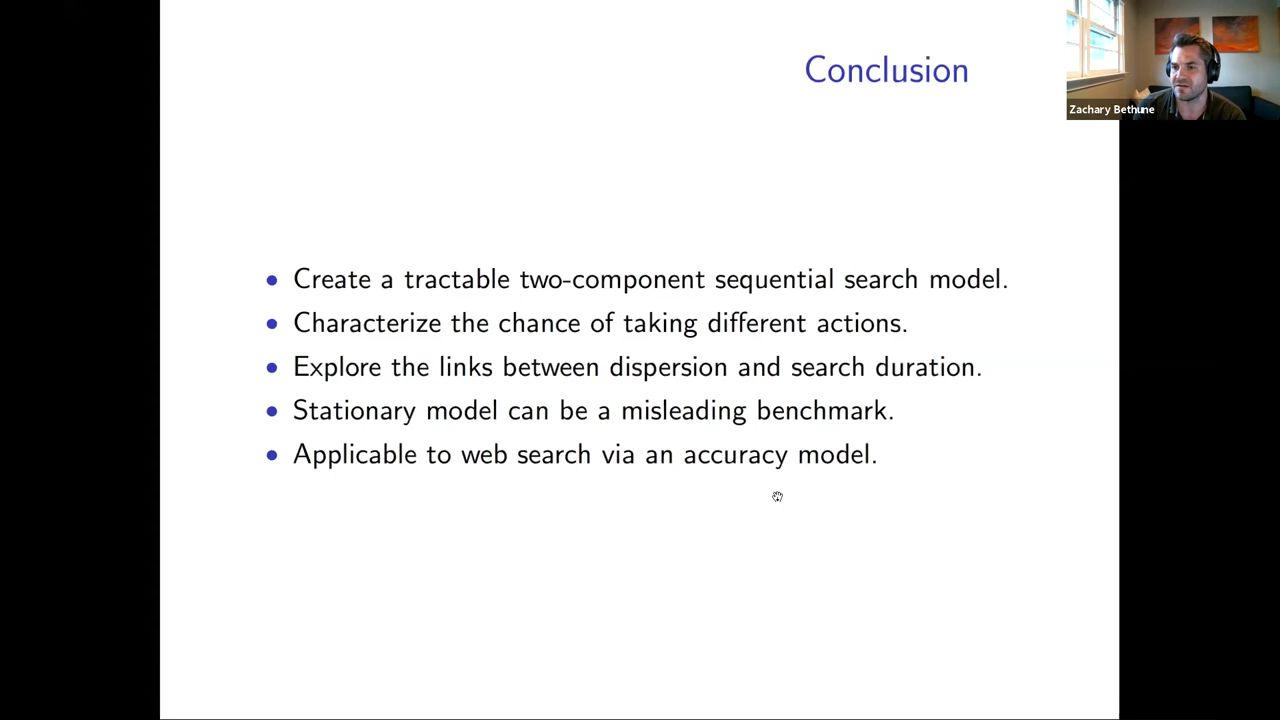 Conclusion
Zachary Bethune
• Create a tractable two-component sequential search model.
• Characterize the chance of taking different actions.
• Explore the links between dispersion and search duration.
• Stationary model can be a misleading benchmark.
• Applicable to web search via an accuracy model.